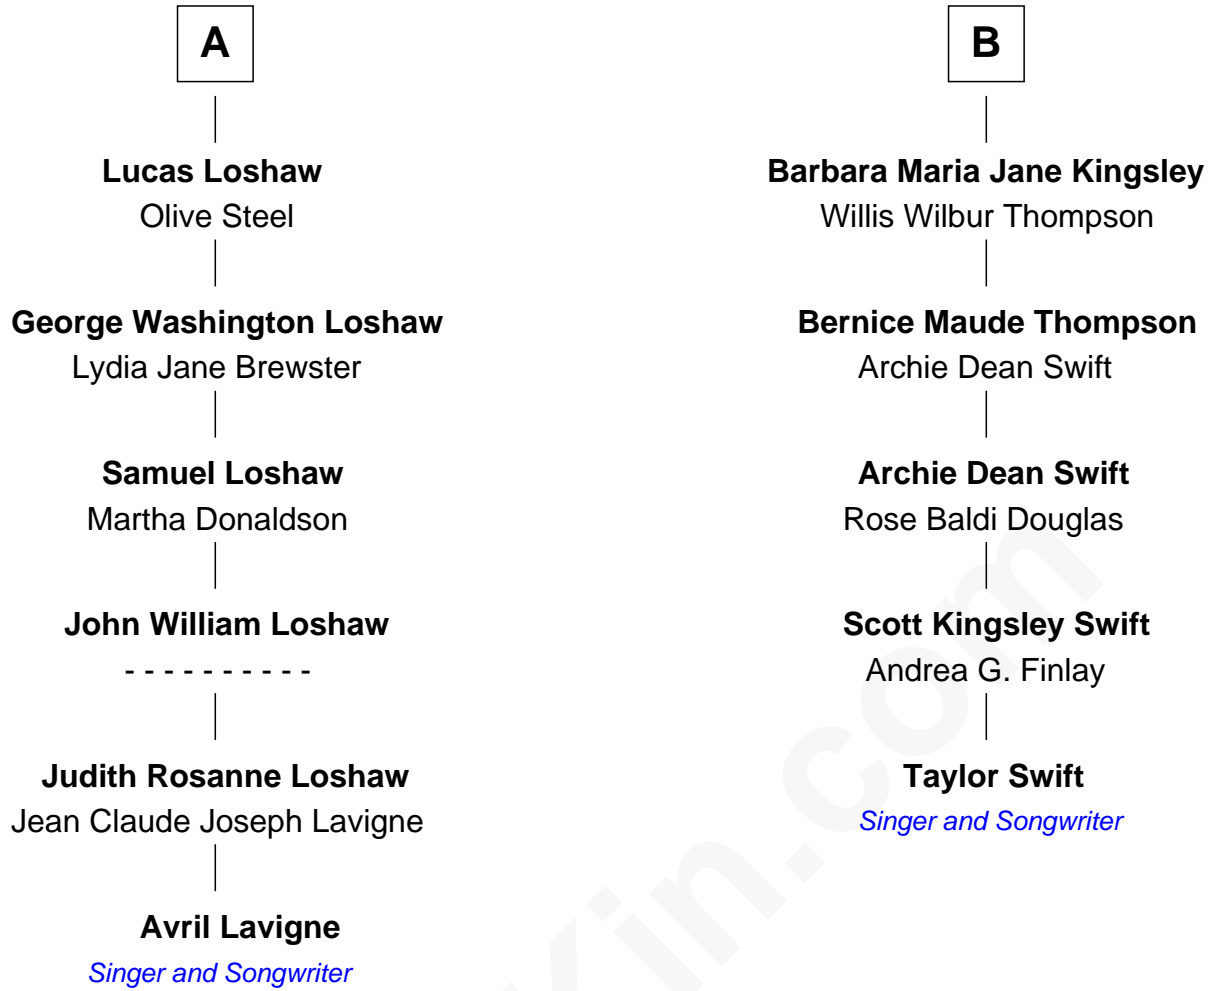 A
Lucas Loshaw
Olive Steel
George Washington Loshaw
Lydia Jane Brewster
Samuel Loshaw
Martha Donaldson
John William Loshaw
- - - - - - - - - -
Judith Rosanne Loshaw
Jean Claude Joseph Lavigne
Avril Lavigne
Singer and Songwriter
B
Barbara Maria Jane Kingsley
Willis Wilbur Thompson
Bernice Maude Thompson
Archie Dean Swift
Archie Dean Swift
Rose Baldi Douglas
Scott Kingsley Swift
Andrea G. Finlay
Taylor Swift
Singer and Songwriter
Kin.com